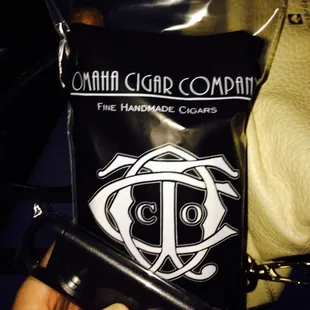 OMAHA CIGAR COMPANY
FINE HANDMADE CIGARS
CO